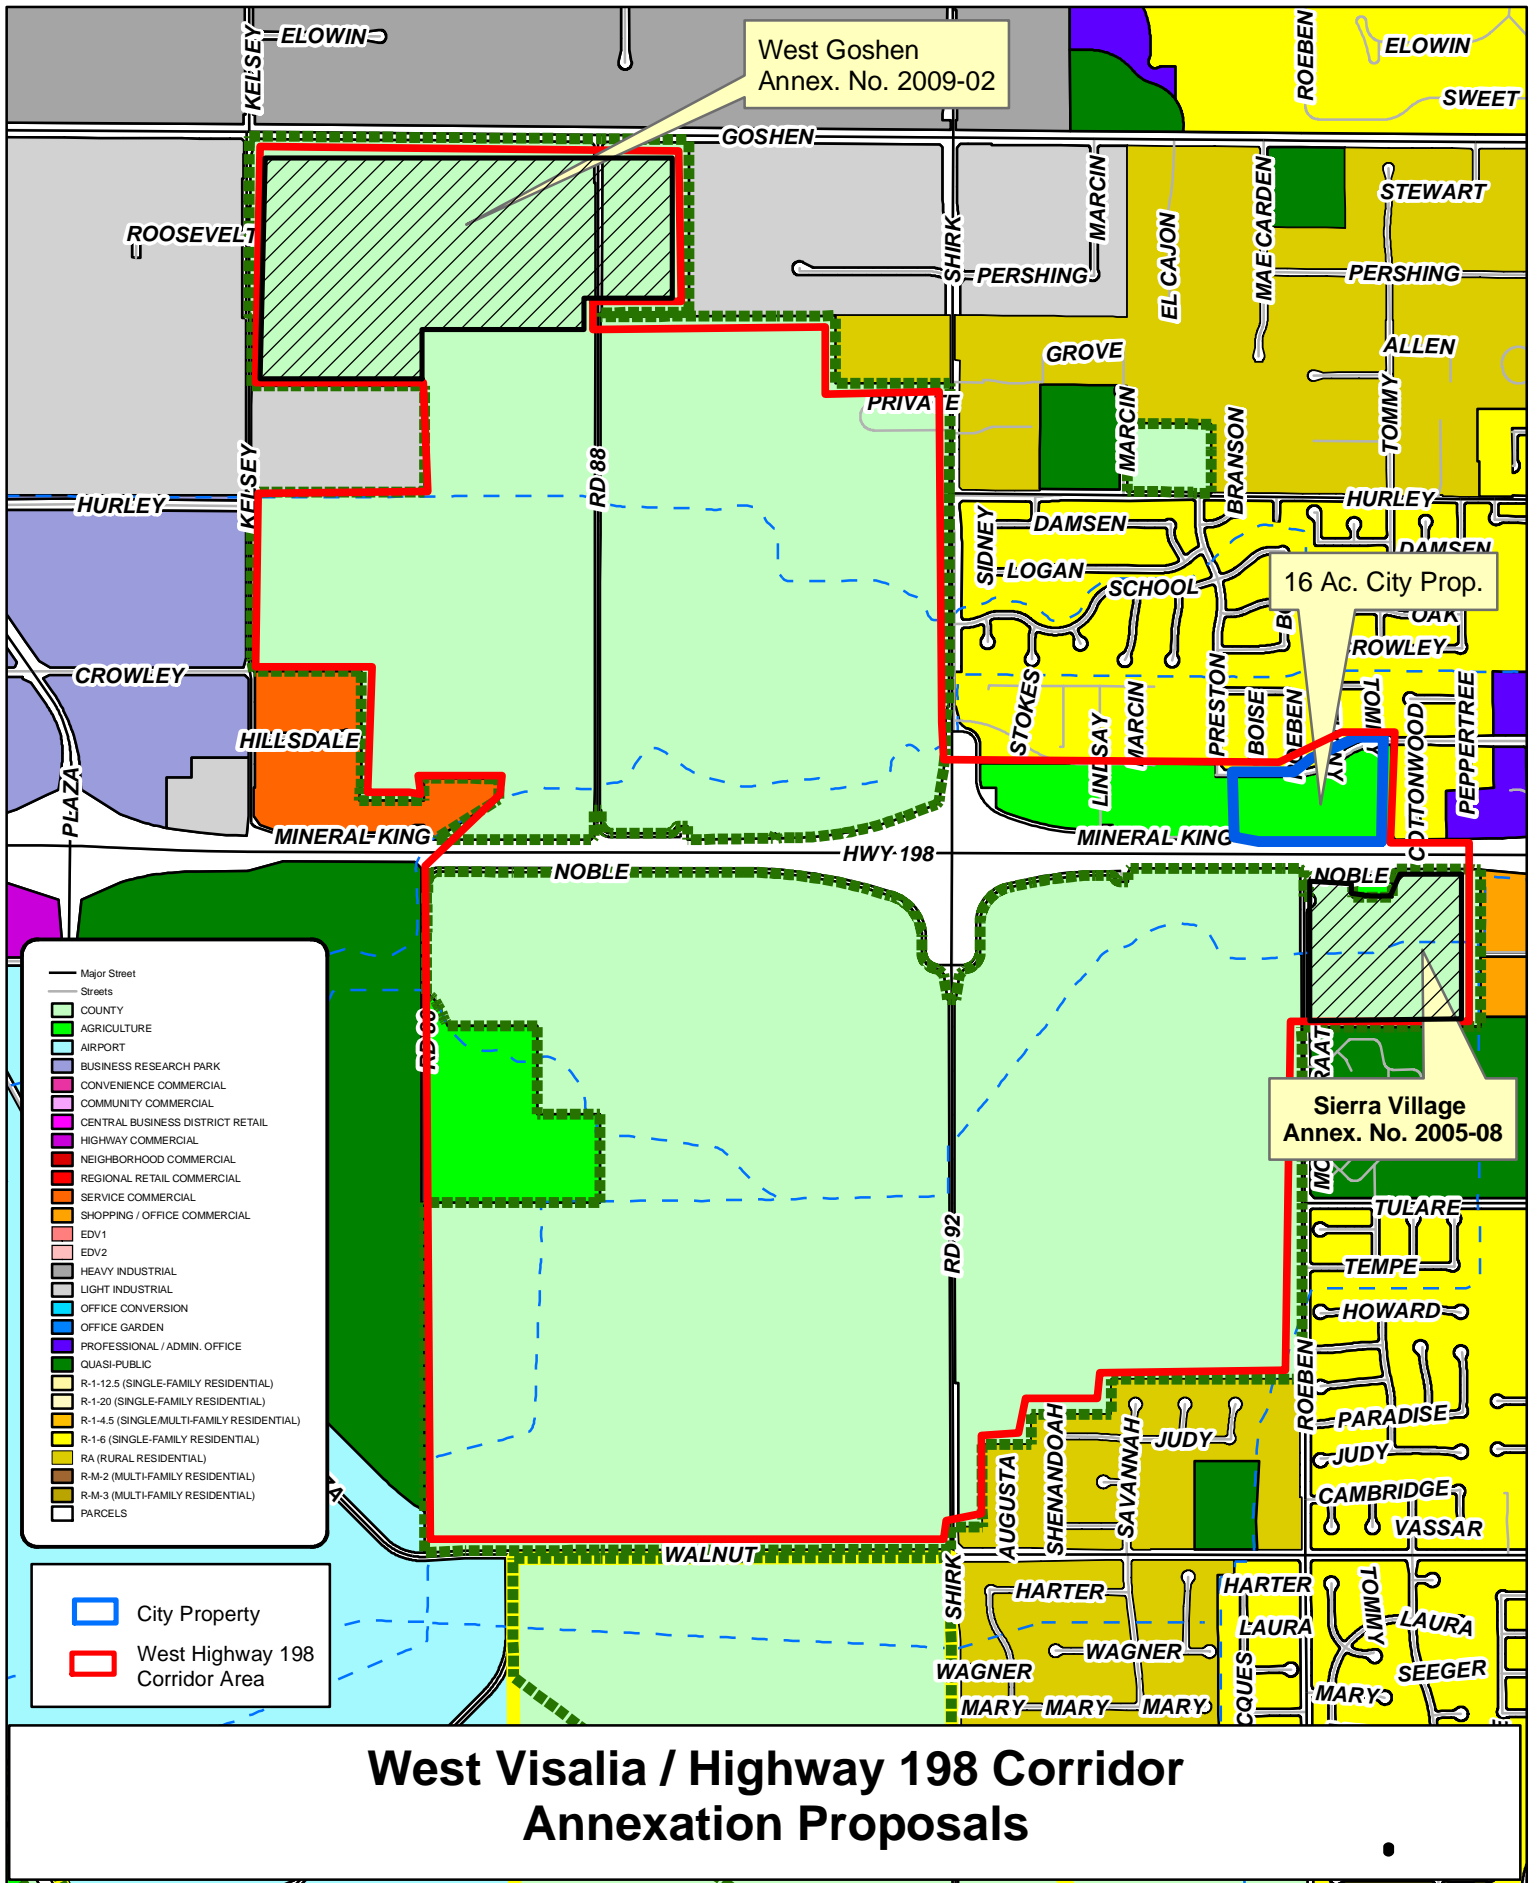 ELOWIN
KELSEY
West Goshen
Annex. No. 2009-02
ROEBEN
ELOWIN
SWEET
GOSHEN
ROOSEVELT
SHIRK
MARCIN
PERSHING
EL CAJON
MAE CARDEN
STEWART
PERSHING
GROVE
ALLEN
PRIVATE
MARCIN
BRANSON
TOMMY
KELSEY
RD 88
HURLEY
HURLEY
SIDNEY
DAMSEN
DAMSEN
LOGAN
SCHOOL
16 Ac. City Prop.
OAK
CROWLEY
CROWLEY
STOKES
LINDSAY
MARCIN
PRESTON
BOISE
ROEBEN
TOMMY
COTTONWOOD
PEPPERTREE
HILLSDALE
PLAZA
MINERAL KING
MINERAL KING
HWY 198
NOBLE
NOBLE
Major Street
Streets
COUNTY
AGRICULTURE
AIRPORT
BUSINESS RESEARCH PARK
CONVENIENCE COMMERCIAL
COMMUNITY COMMERCIAL
CENTRAL BUSINESS DISTRICT RETAIL
HIGHWAY COMMERCIAL
NEIGHBORHOOD COMMERCIAL
REGIONAL RETAIL COMMERCIAL
SERVICE COMMERCIAL
SHOPPING / OFFICE COMMERCIAL
EDV1
EDV2
HEAVY INDUSTRIAL
LIGHT INDUSTRIAL
OFFICE CONVERSION
OFFICE GARDEN
PROFESSIONAL / ADMIN. OFFICE
QUASI-PUBLIC
R-1-12.5 (SINGLE-FAMILY RESIDENTIAL)
R-1-20 (SINGLE-FAMILY RESIDENTIAL)
R-1-4.5 (SINGLE/MULTI-FAMILY RESIDENTIAL)
R-1-6 (SINGLE-FAMILY RESIDENTIAL)
RA (RURAL RESIDENTIAL)
R-M-2 (MULTI-FAMILY RESIDENTIAL)
R-M-3 (MULTI-FAMILY RESIDENTIAL)
PARCELS
Sierra Village
Annex. No. 2005-08
RD 92
TULARE
TEMPE
HOWARD
ROEBEN
PARADISE
JUDY
JUDY
AUGUSTA
SHENANDOAH
SAVANNAH
CAMBRIDGE
VASSAR
WALNUT
SHIRK
HARTER
HARTER
TOMMY
LAURA
LAURA
WAGNER
WAGNER
SEEGER
MARY
MARY
MARY
MARY
City Property
West Highway 198
Corridor Area
West Visalia / Highway 198 Corridor
Annexation Proposals